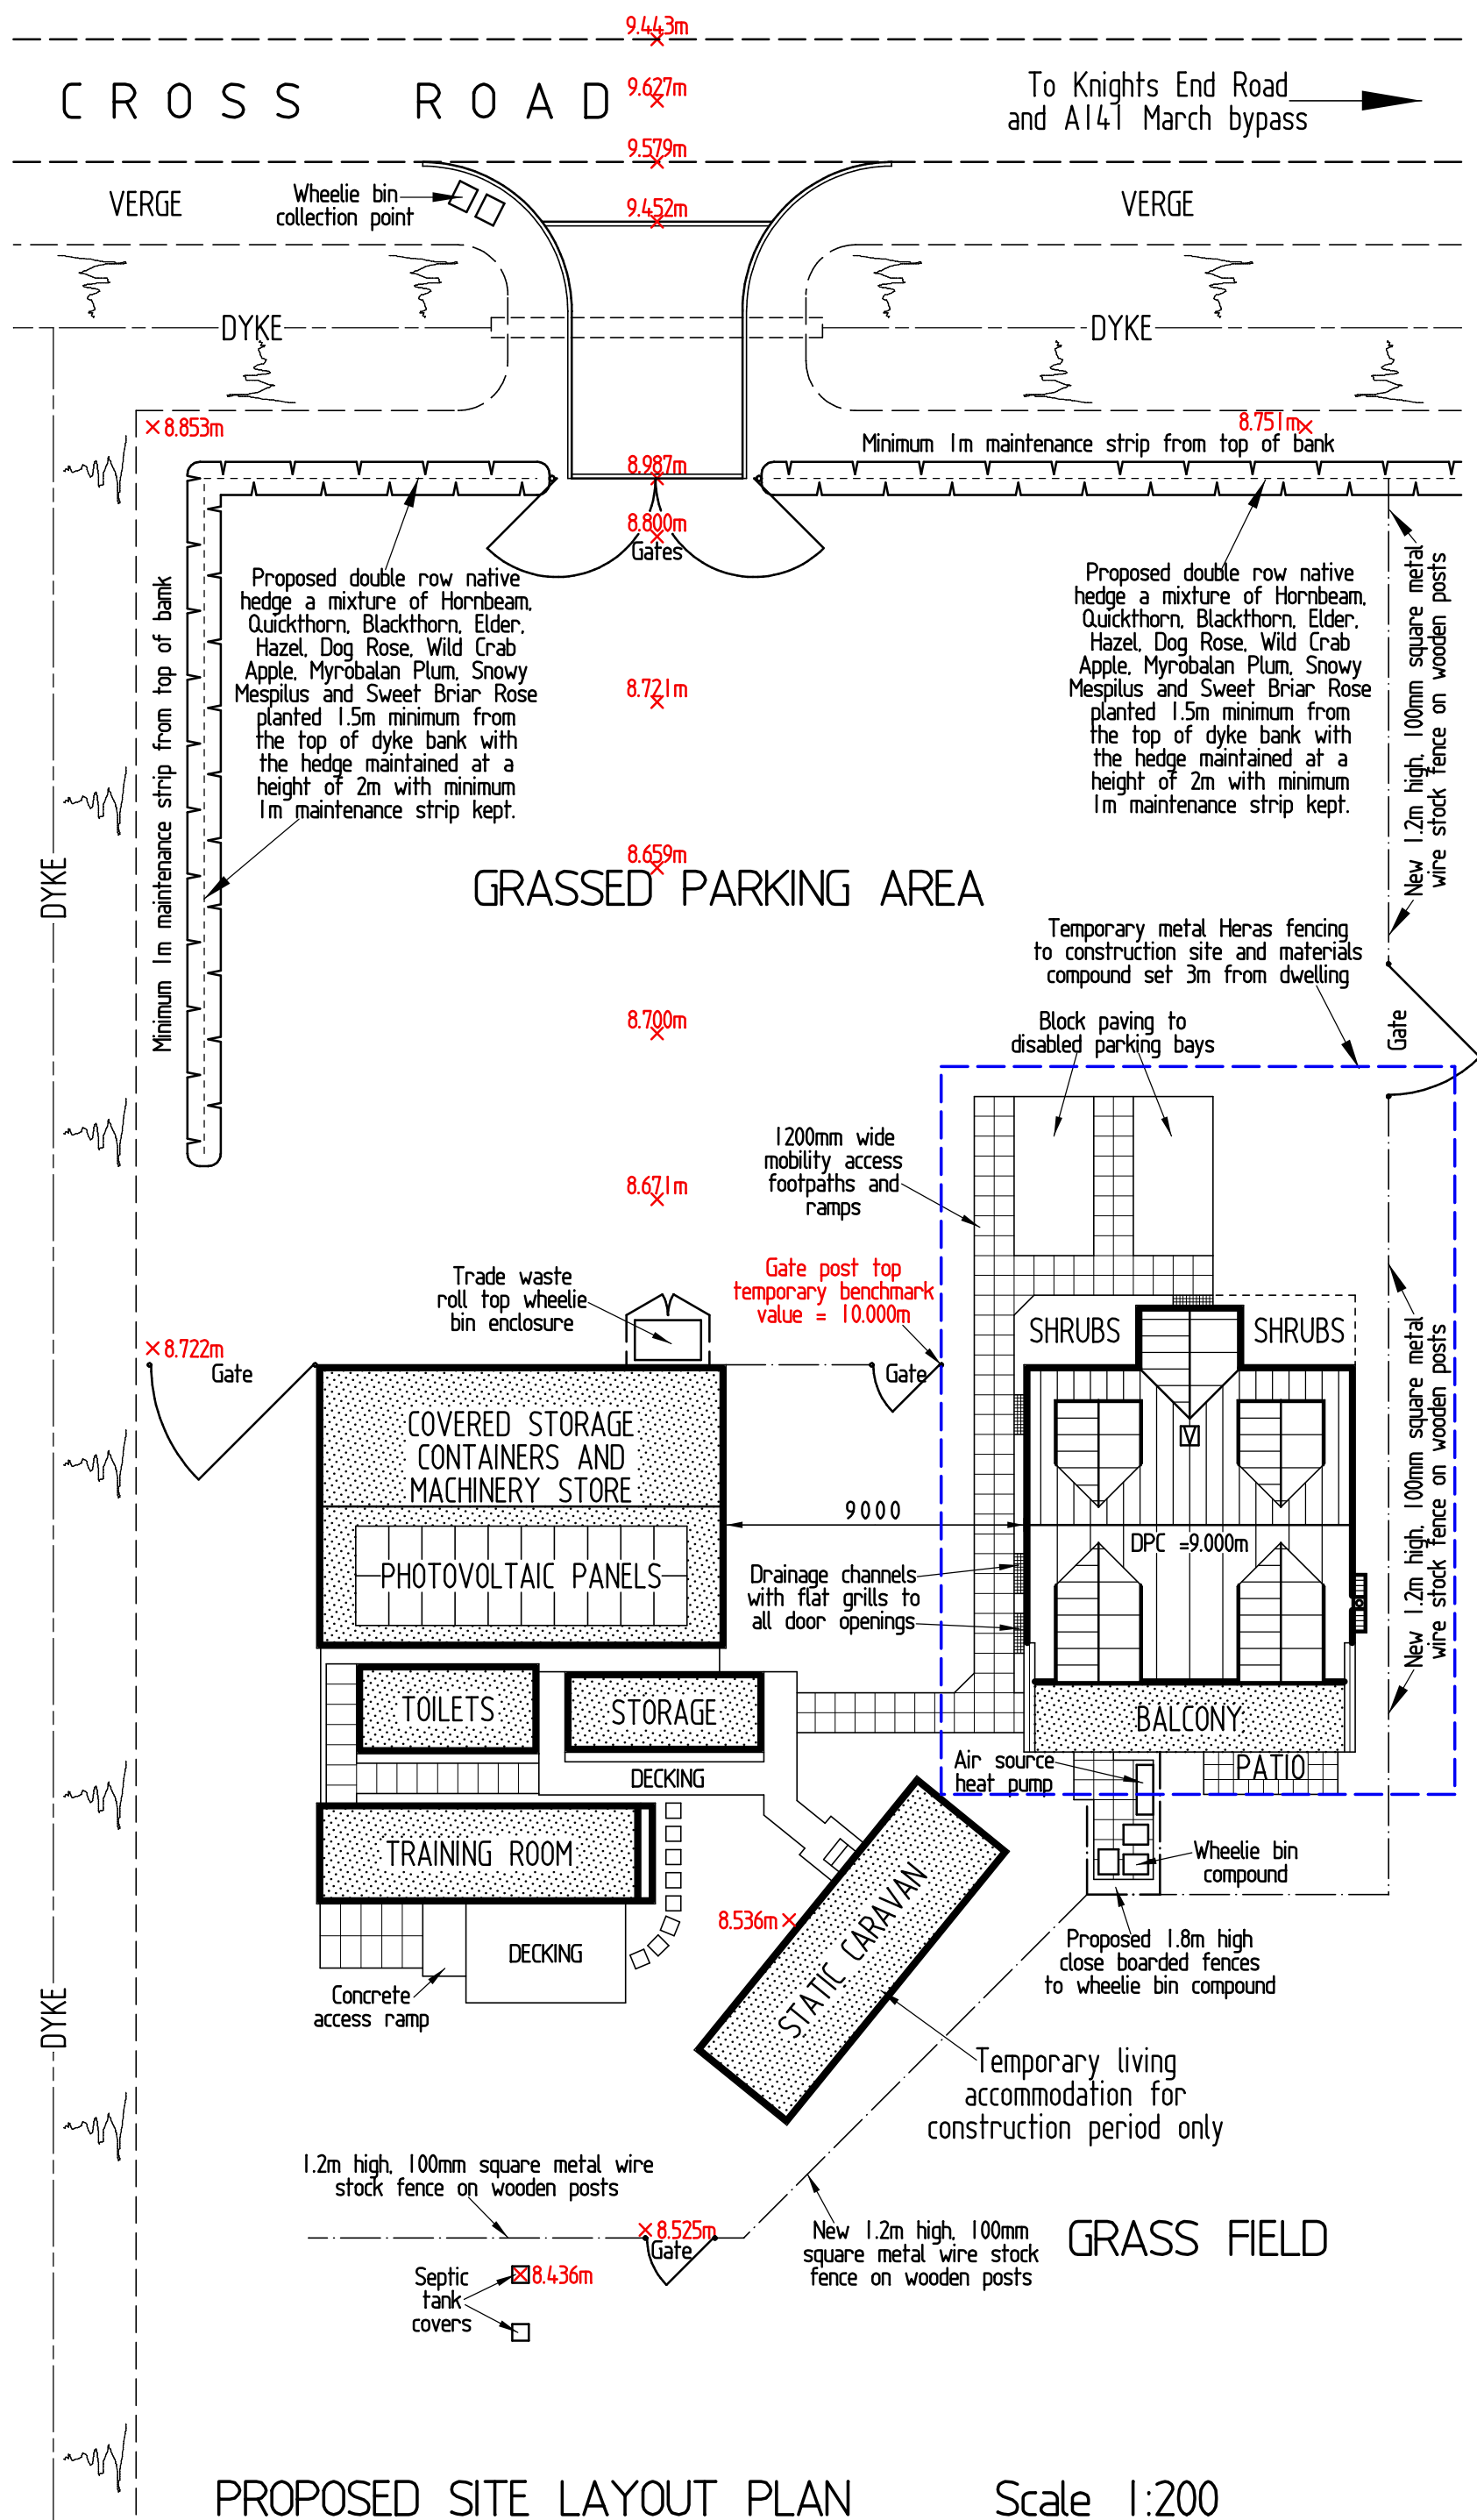 9.443m
CROSS ROAD
9.627m
To Knights End Road
and A141 March bypass
9.579m
VERGE
Wheelie bin
collection point
9.452m
VERGE
DYKE
DYKE
8.853m
8.751m
Minimum 1m maintenance strip from top of bank
8.987m
8.800m
Gates
Minimum 1m maintenance strip from top of bamk
Proposed double row native
hedge a mixture of Hornbeam,
Quickthorn, Blackthorn, Elder,
Hazel, Dog Rose, Wild Crab
Apple, Myrobalan Plum, Snowy
Mespilus and Sweet Briar Rose
planted 1.5m minimum from
the top of dyke bank with
the hedge maintained at a
height of 2m with minimum
1m maintenance strip kept.
Proposed double row native
hedge a mixture of Hornbeam,
Quickthorn, Blackthorn, Elder,
Hazel, Dog Rose, Wild Crab
Apple, Myrobalan Plum, Snowy
Mespilus and Sweet Briar Rose
planted 1.5m minimum from
the top of dyke bank with
the hedge maintained at a
height of 2m with minimum
1m maintenance strip kept.
New 1.2m high, 100mm square metal
wire stock fence on wooden posts
8.721m
8.659m
DYKE
GRASSED PARKING AREA
Temporary metal Heras fencing
to construction site and materials
compound set 3m from dwelling
8.700m
Block paving to
disabled parking bays
Gate
1200mm wide
mobility access
footpaths and
ramps
8.671m
Trade waste
roll top wheelie
bin enclosure
Gate post top
temporary benchmark
value = 10.000m
8.722m
Gate
Gate
SHRUBS
SHRUBS
New 1.2m high, 100mm square metal
wire stock fence on wooden posts
COVERED STORAGE
CONTAINERS AND
MACHINERY STORE
V
9000
DPC =9.000m
PHOTOVOLTAIC PANELS
Drainage channels
with flat grills to
all door openings
TOILETS
STORAGE
BALCONY
DECKING
Air source
heat pump
PATIO
TRAINING ROOM
Wheelie bin
compound
STATIC CARAVAN
8.536m
DECKING
Proposed 1.8m high
close boarded fences
to wheelie bin compound
Concrete
access ramp
DYKE
Temporary living
accommodation for
construction period only
1.2m high, 100mm square metal wire
stock fence on wooden posts
8.525m
Gate
New 1.2m high, 100mm
square metal wire stock
fence on wooden posts
GRASS FIELD
Septic
tank
covers
8.436m
PROPOSED SITE LAYOUT PLAN
Scale 1:200